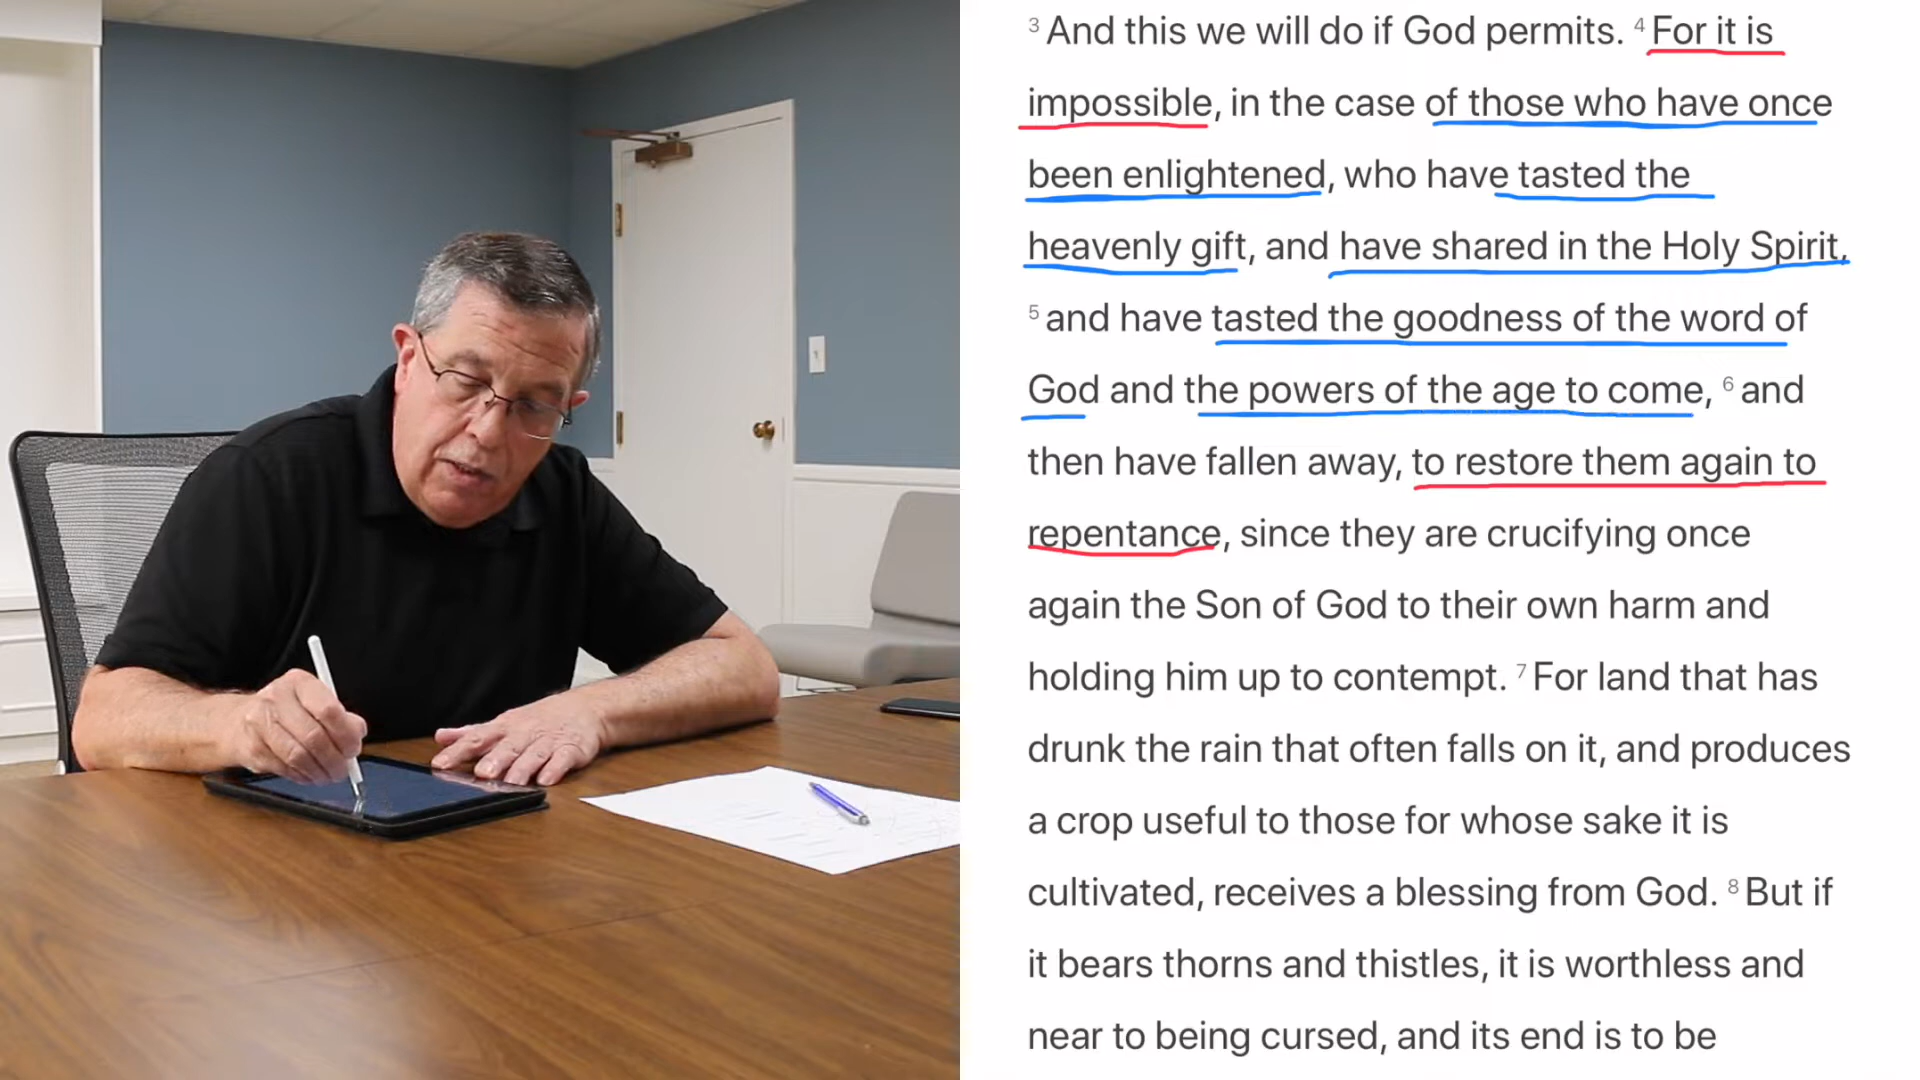 3 And this we will do if God permits. 4 For it is
impossible, in the case of those who have once
been enlightened, who have tasted the
heavenly gift, and have shared in the Holy Spirit,
5 and have tasted the goodness of the word of
God and the powers of the age to come, 6 and
then have fallen away, to restore them again to
repentance, since they are crucifying once
again the Son of God to their own harm and
holding him up to contempt. 7 For land that has
drunk the rain that often falls on it, and produces
a crop useful to those for whose sake it is
cultivated, receives a blessing from God. 8 But if
it bears thorns and thistles, it is worthless and
near to being cursed, and its end is to be